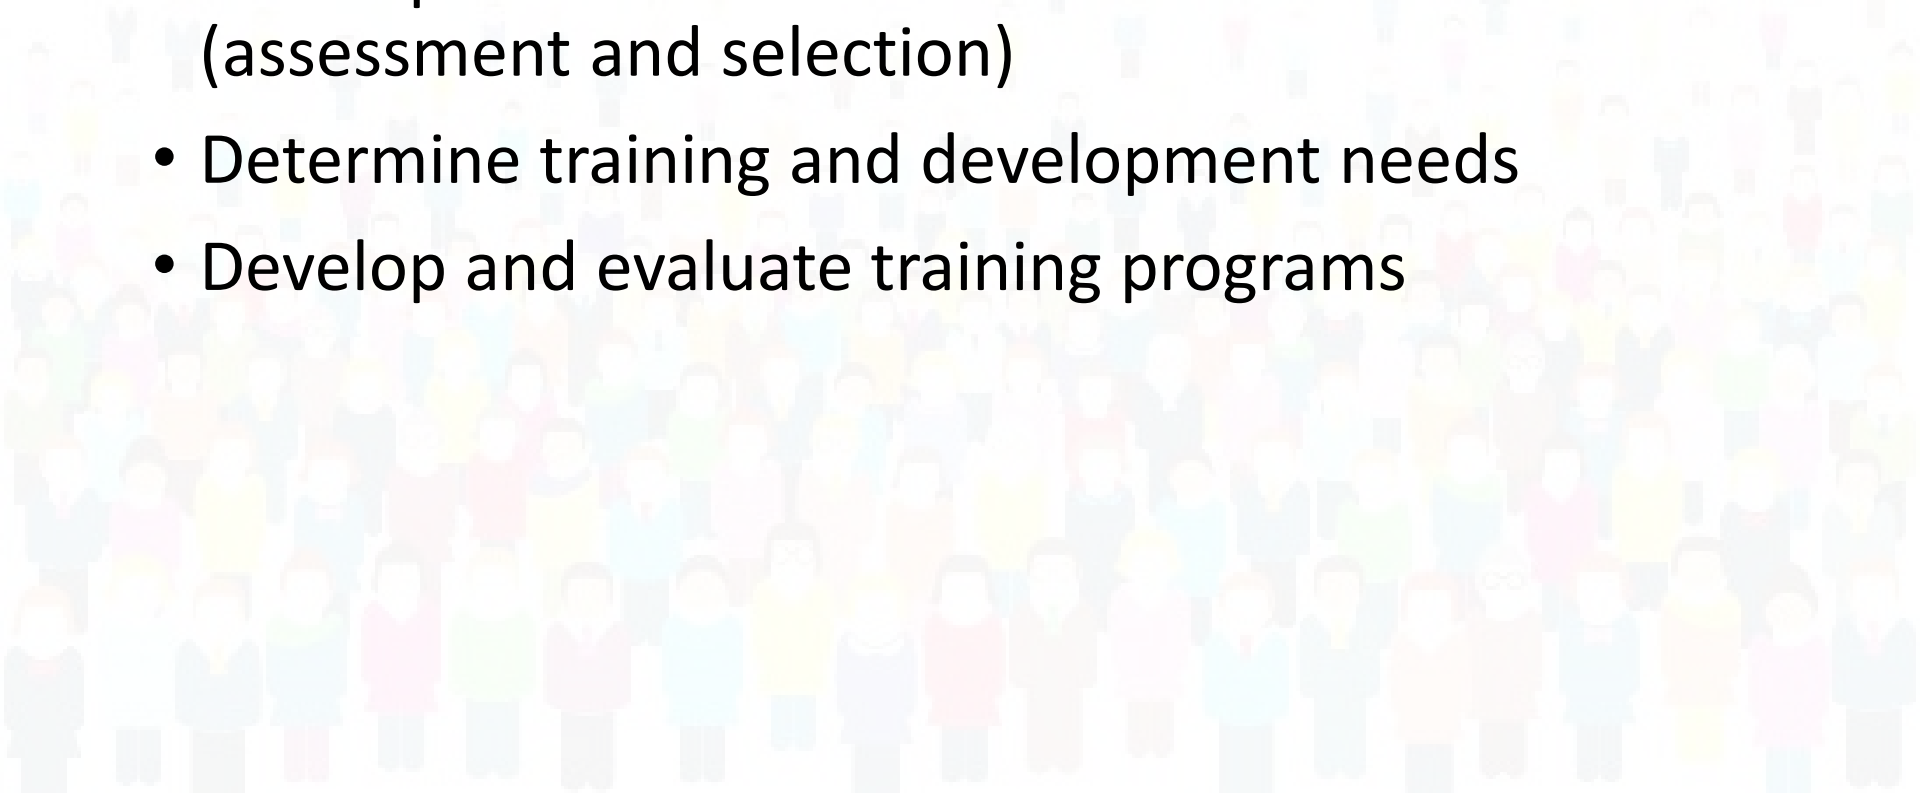 (assessment and selection)
• Determine training and development needs
• Develop and evaluate training programs